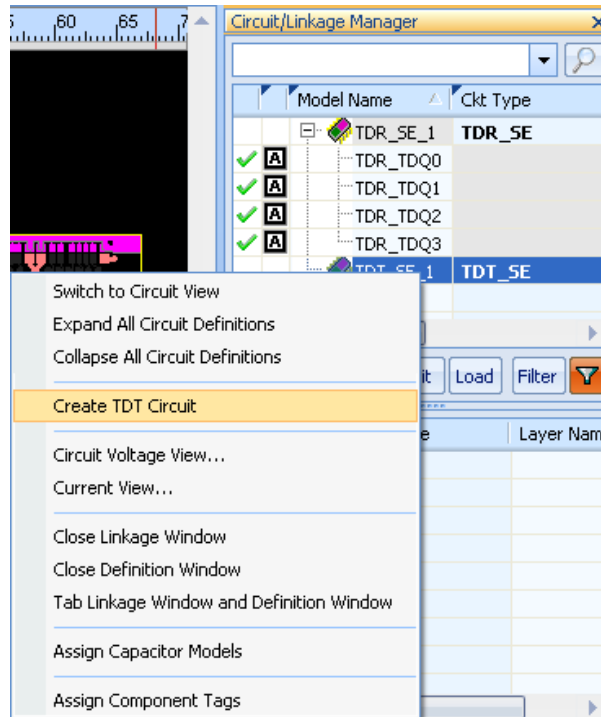 60 65 7
Circuit/Linkage Manager
Model Name Ckt Type
TDR_SE_1 TDR_SE
A TDR_TDQ0
A TDR_TDQ1
A TDR_TDQ2
A TDR_TDQ3
TDT_SE_1 TDT_SE
Switch to Circuit View
Expand All Circuit Definitions
Collapse All Circuit Definitions
it Load Filter
Create TDT Circuit
e Layer Nam
Circuit Voltage View...
Current View...
Close Linkage Window
Close Definition Window
Tab Linkage Window and Definition Window
Assign Capacitor Models
Assign Component Tags